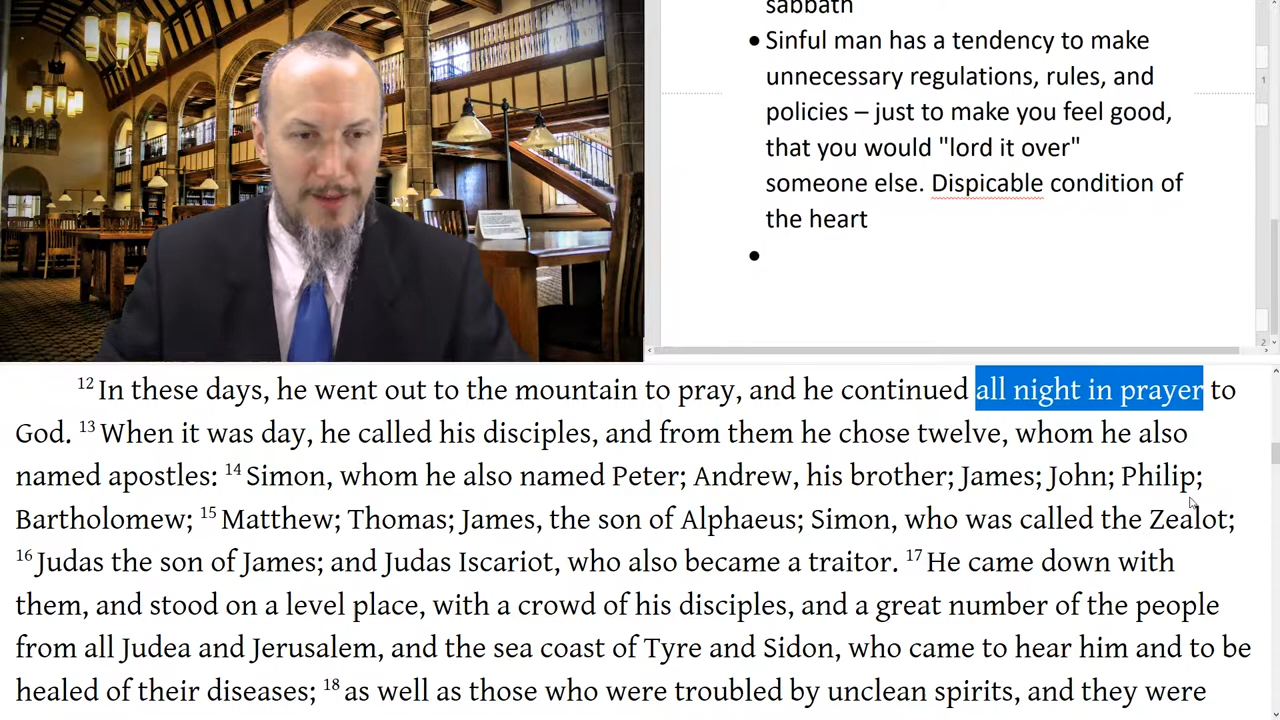 sabbath
• Sinful man has a tendency to make
unnecessary regulations, rules, and
policies – just to make you feel good,
that you would "lord it over"
someone else. Dispicable condition of
the heart
•
1
2
12 In these days, he went out to the mountain to pray, and he continued all night in prayer to
God. 13 When it was day, he called his disciples, and from them he chose twelve, whom he also
named apostles: 14 Simon, whom he also named Peter; Andrew, his brother; James; John; Philip;
Bartholomew; 15 Matthew; Thomas; James, the son of Alphaeus; Simon, who was called the Zealot;
16 Judas the son of James; and Judas Iscariot, who also became a traitor. 17 He came down with
them, and stood on a level place, with a crowd of his disciples, and a great number of the people
from all Judea and Jerusalem, and the sea coast of Tyre and Sidon, who came to hear him and to be
healed of their diseases; 18 as well as those who were troubled by unclean spirits, and they were